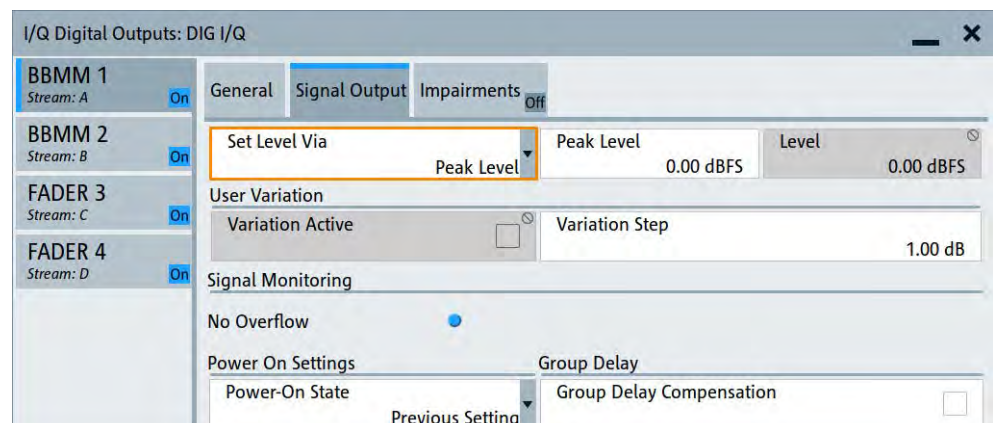 I/Q Digital Outputs: DIG I/Q
BBMM 1
Stream: A
On
BBMM 2
Stream: B
On
FADER 3
Stream: C
On
FADER 4
Stream: D
On
General
Signal Output
Impairments
Off
Set Level Via
Peak Level
Peak Level
0.00 dBFS
Level
0.00 dBFS
User Variation
Variation Active
Variation Step
1.00 dB
Signal Monitoring
No Overflow
Power On Settings
Group Delay
Power-On State
Previous Setting
Group Delay Compensation